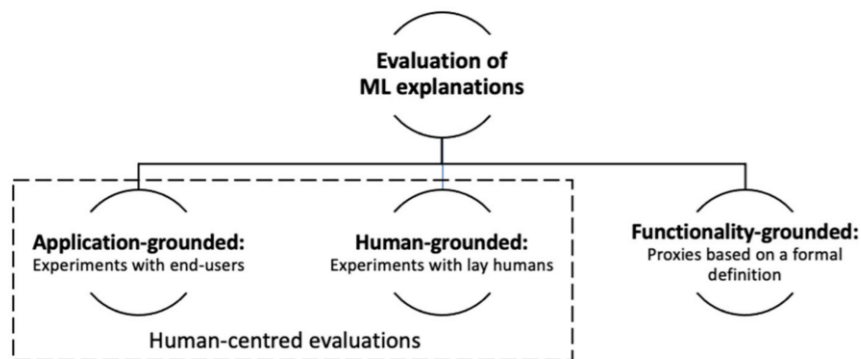 Evaluation of
ML explanations
Application-grounded:
Experiments with end-users
Human-grounded:
Experiments with lay humans
Functionality-grounded:
Proxies based on a formal
definition
Human-centred evaluations